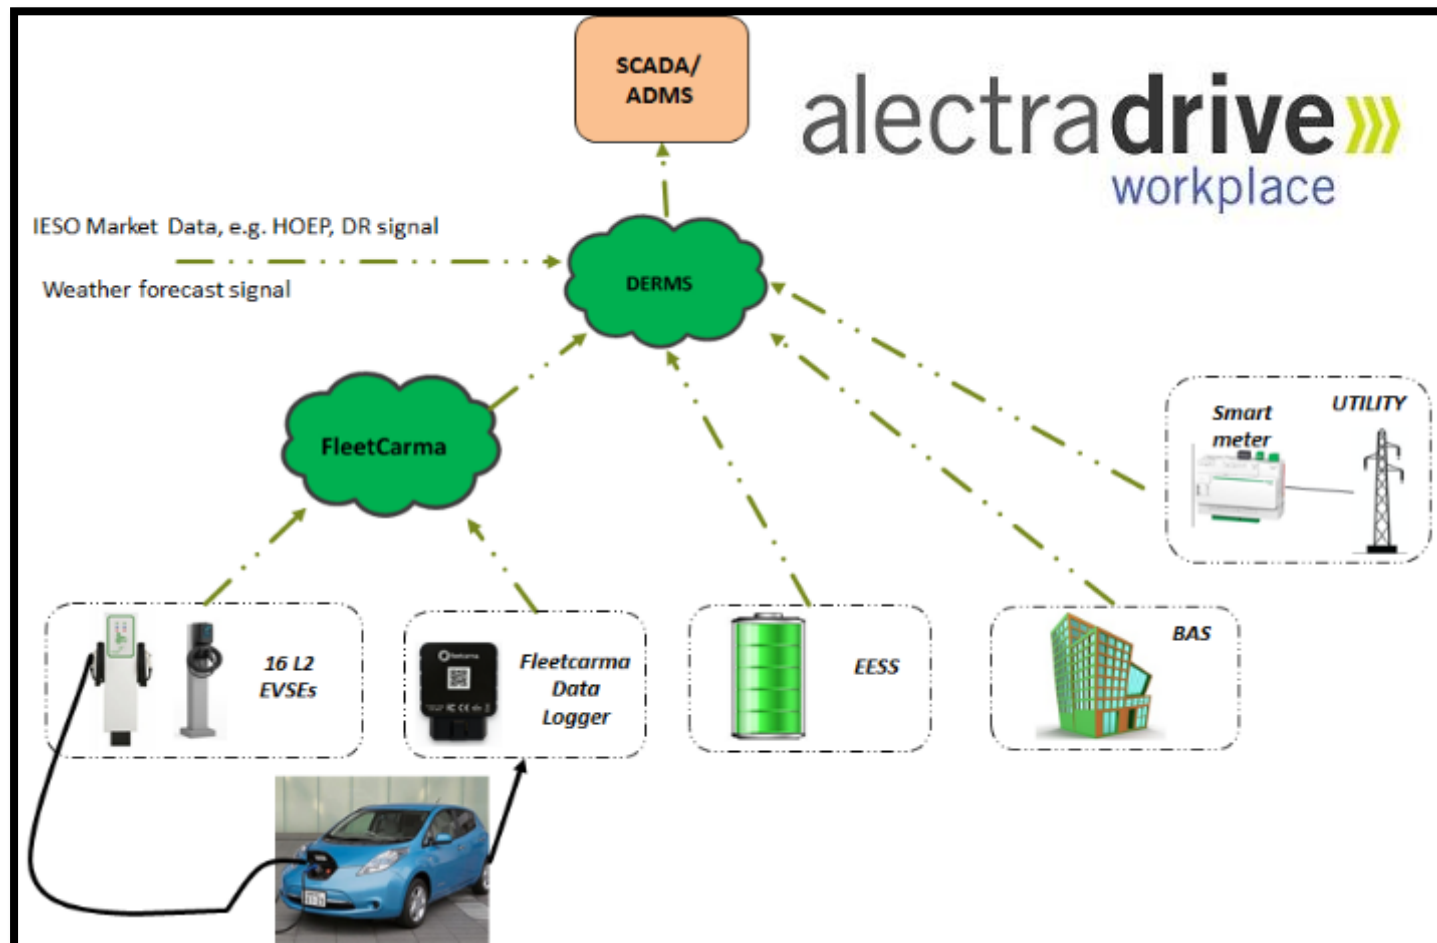 SCADA/
ADMS
alectradrive
workplace
IESO Market Data, e.g. HOEP, DR signal
Weather forecast signal
DERMS
FleetCarma
Smart
meter
UTILITY
16 L2
EVSEs
fleetcarma
Fleetcarma
Data
Logger
EESS
BAS